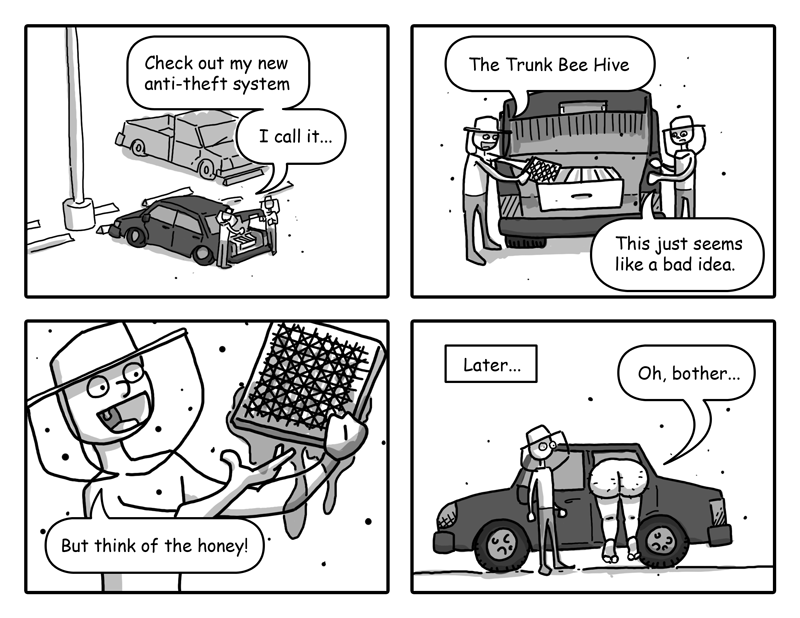 Check out my new
anti-theft system
I call it...
The Trunk Bee Hive
This just seems
like a bad idea.
But think of the honey!
Later...
Oh, bother...